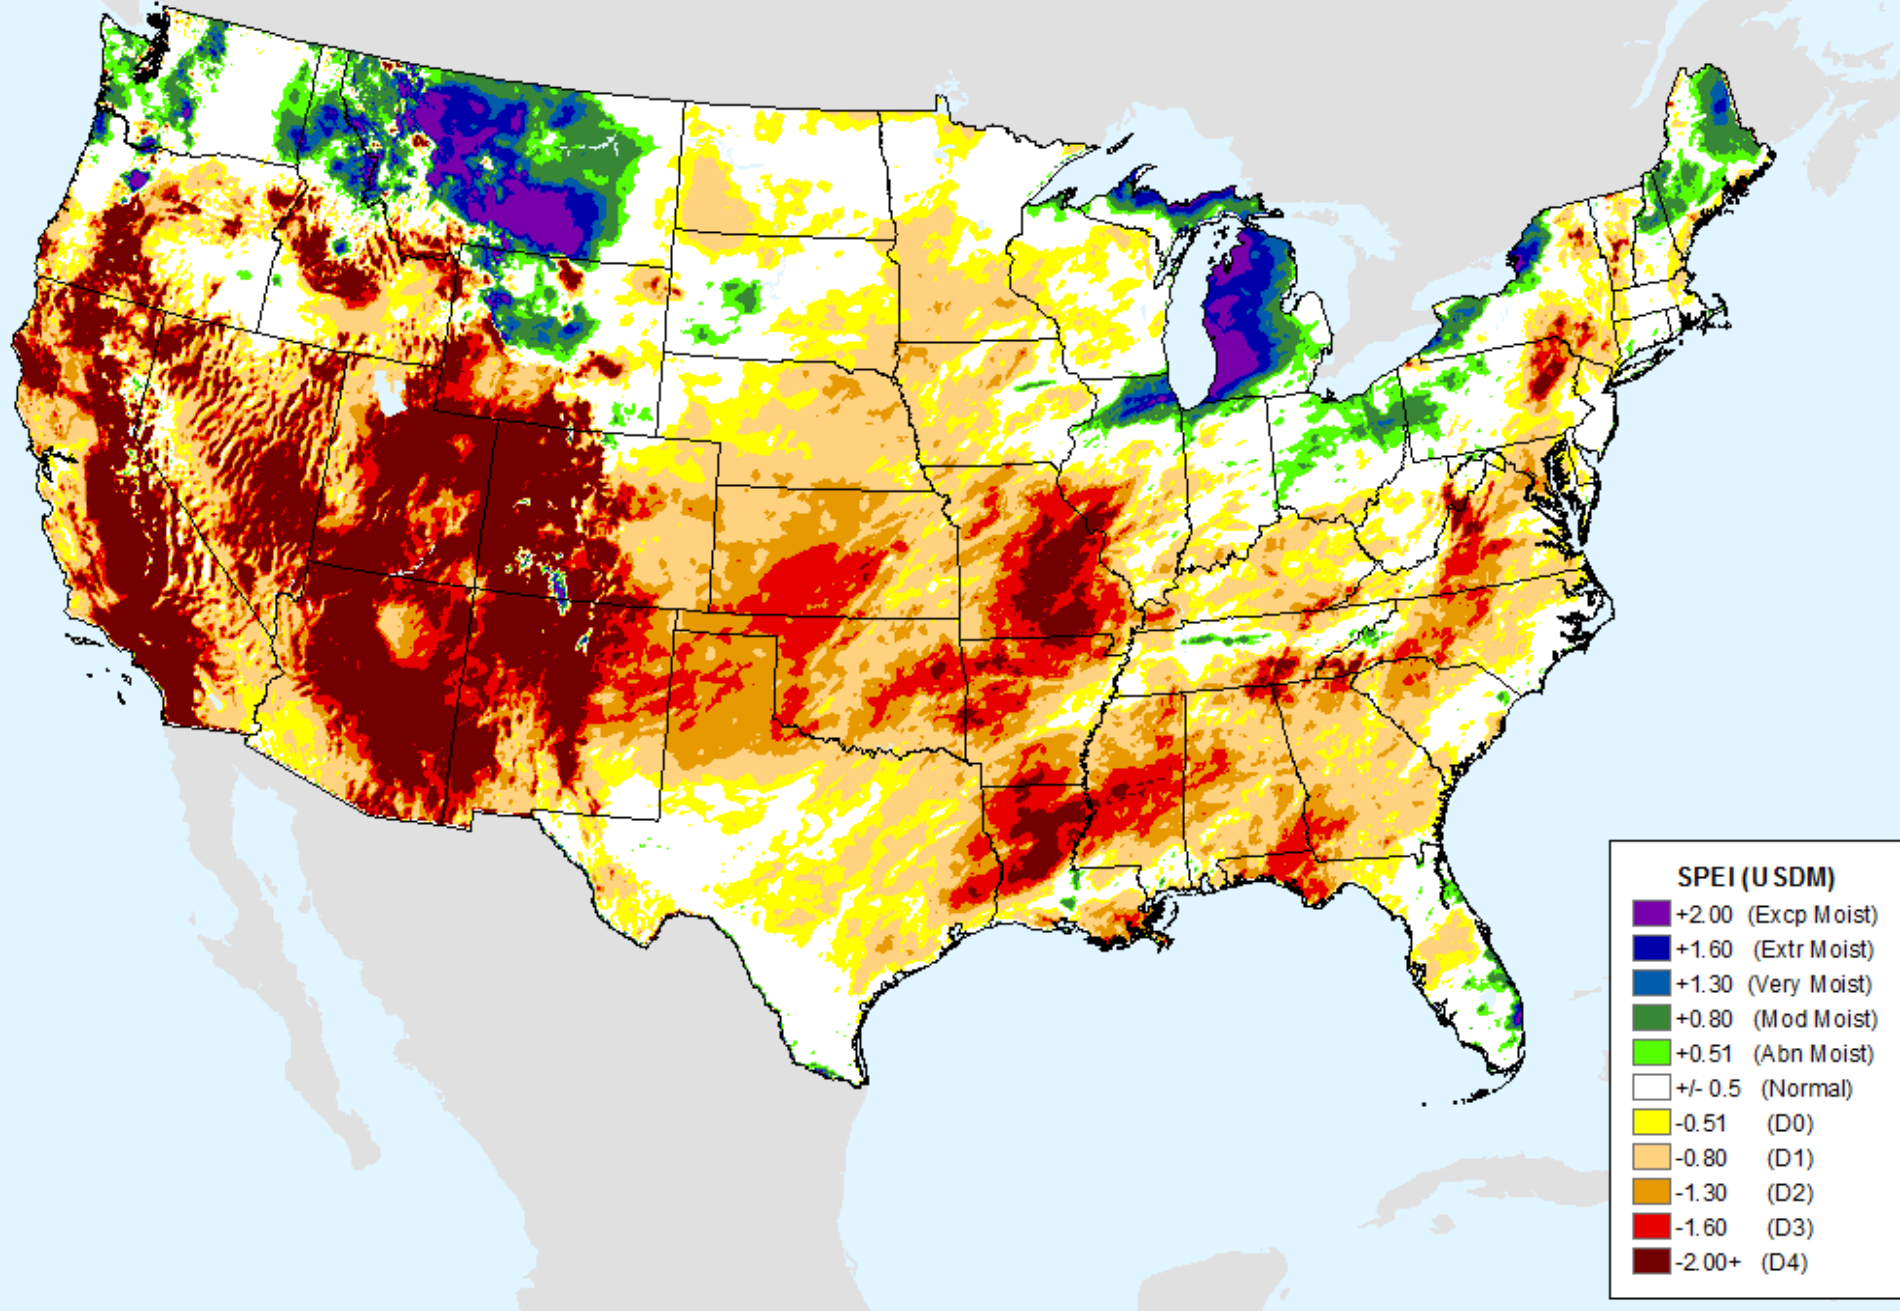 SPEI (USDM)
+2.00 (Excp Moist)
+1.60 (Extr Moist)
+1.30 (Very Moist)
+0.80 (Mod Moist)
+0.51 (Abn Moist)
+/- 0.5 (Normal)
-0.51 (D0)
-0.80 (D1)
-1.30 (D2)
-1.60 (D3)
-2.00+ (D4)